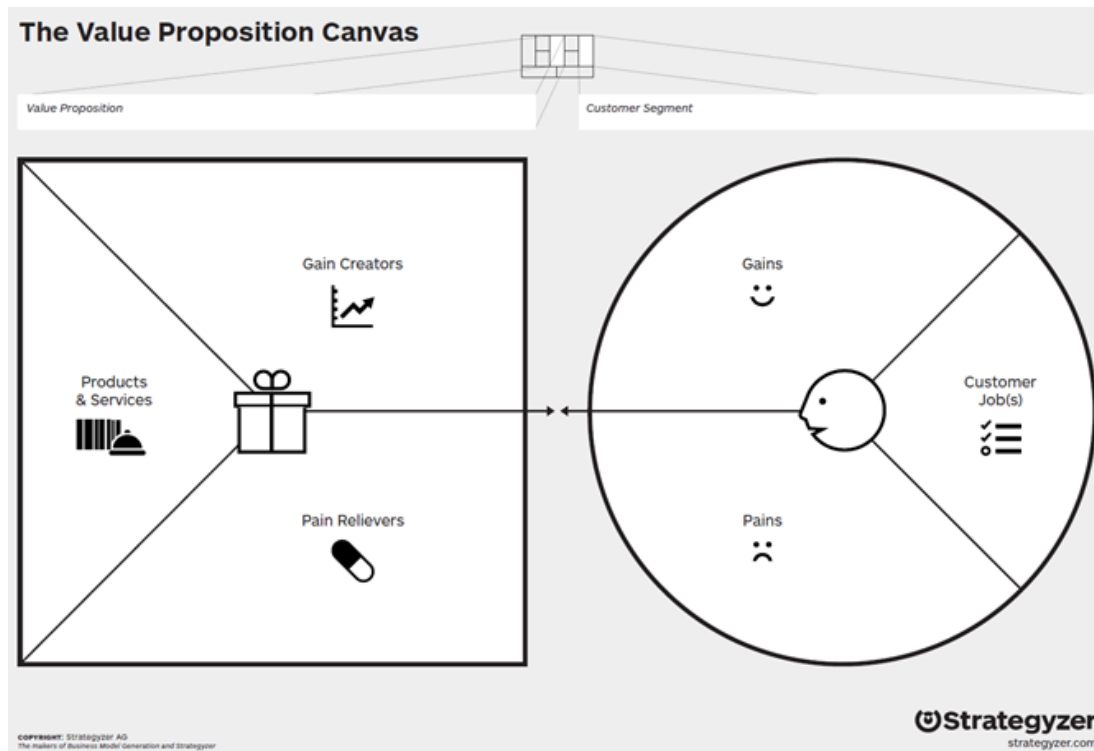 The Value Proposition Canvas
Value Proposition
Customer Segment
Gain Creators
Gains
Products
& Services
Customer
Job(s)
Pain Relievers
Pains
COPYRIGHT: Strategyzer AG
The makers of Business Model Generation and Strategyzer
Strategyzer
strategyzer.com